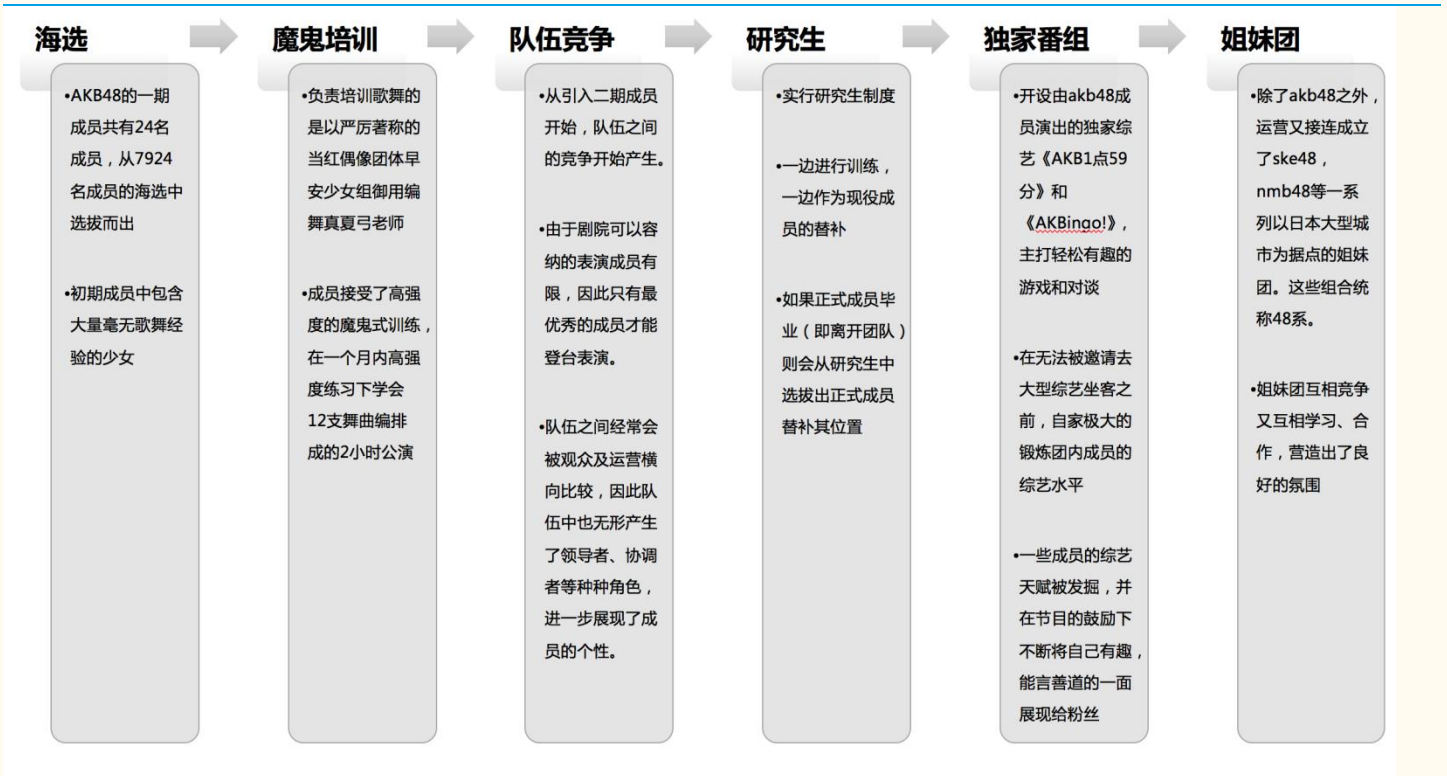 海选
•AKB48的一期
成员共有24名
成员，从7924
名成员的海选中
选拔而出
•初期成员中包含
大量毫无歌舞经
验的少女
魔鬼培训
•负责培训歌舞的
是以严厉著称的
当红偶像团体早
安少女组御用编
舞真夏弓老师
•成员接受了高强
度的魔鬼式训练，
在一个月内高强
度练习下学会
12支舞曲编排
成的2小时公演
队伍竞争
•从引入二期成员
开始，队伍之间
的竞争开始产生。
•由于剧院可以容
纳的表演成员有
限，因此只有最
优秀的成员才能
登台表演。
•队伍之间经常会
被观众及运营横
向比较，因此队
伍中也无形产生
了领导者、协调
者等种种角色，
进一步展现了成
员的个性。
研究生
•实行研究生制度
•一边进行训练，
一边作为现役成
员的替补
•如果正式成员毕
业（即离开团队）
则会从研究生中
选拔出正式成员
替补其位置
独家番组
•开设由akb48成
员演出的独家综
艺《AKB1点59
分》和
《AKBingo!》，
主打轻松有趣的
游戏和对谈
•在无法被邀请去
大型综艺坐客之
前，自家极大的
锻炼团内成员的
综艺水平
•一些成员的综艺
天赋被发掘，并
在节目的鼓励下
不断将自己有趣，
能言善道的一面
展现给粉丝
姐妹团
•除了akb48之外，
运营又接连成立
了ske48，
nmb48等一系
列以日本大型城
市为据点的姐妹
团。这些组合统
称48系。
•姐妹团互相竞争
又互相学习、合
作，营造出了良
好的氛围